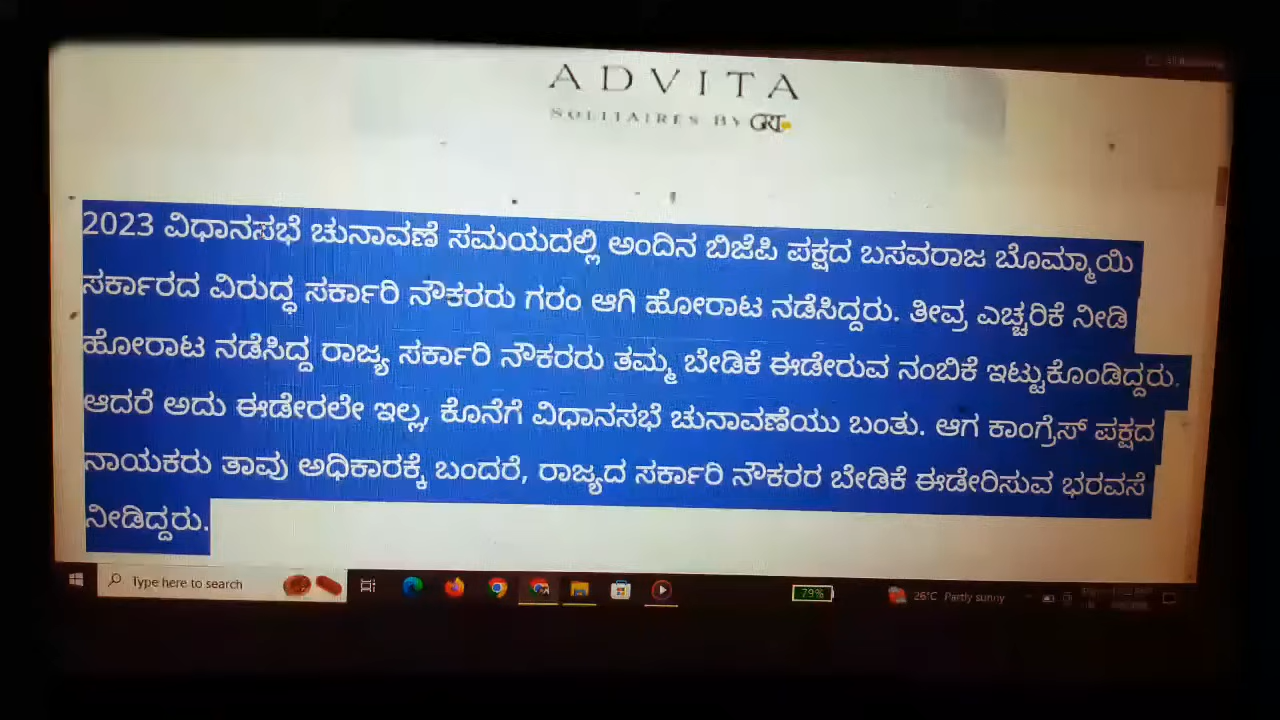 ADVITA
SOLITAIRES BY GRT
2023 ವಿಧಾನಸಭೆ ಚುನಾವಣೆ ಸಮಯದಲ್ಲಿ ಅಂದಿನ ಬಿಜೆಪಿ ಪಕ್ಷದ ಬಸವರಾಜ ಬೊಮ್ಮಾಯಿ
ಸರ್ಕಾರದ ವಿರುದ್ಧ ಸರ್ಕಾರಿ ನೌಕರರು ಗರಂ ಆಗಿ ಹೋರಾಟ ನಡೆಸಿದ್ದರು. ತೀವ್ರ ಎಚ್ಚರಿಕೆ ನೀಡಿ
ಹೋರಾಟ ನಡೆಸಿದ್ದ ರಾಜ್ಯ ಸರ್ಕಾರಿ ನೌಕರರು ತಮ್ಮ ಬೇಡಿಕೆ ಈಡೇರುವ ನಂಬಿಕೆ ಇಟ್ಟುಕೊಂಡಿದ್ದರು.
ಆದರೆ ಅದು ಈಡೇರಲೇ ಇಲ್ಲ, ಕೊನೆಗೆ ವಿಧಾನಸಭೆ ಚುನಾವಣೆಯು ಬಂತು. ಆಗ ಕಾಂಗ್ರೆಸ್ ಪಕ್ಷದ
ನಾಯಕರು ತಾವು ಅಧಿಕಾರಕ್ಕೆ ಬಂದರೆ, ರಾಜ್ಯದ ಸರ್ಕಾರಿ ನೌಕರರ ಬೇಡಿಕೆ ಈಡೇರಿಸುವ ಭರವಸೆ
ನೀಡಿದ್ದರು.
Type here to search
79%
26°C Partly sunny